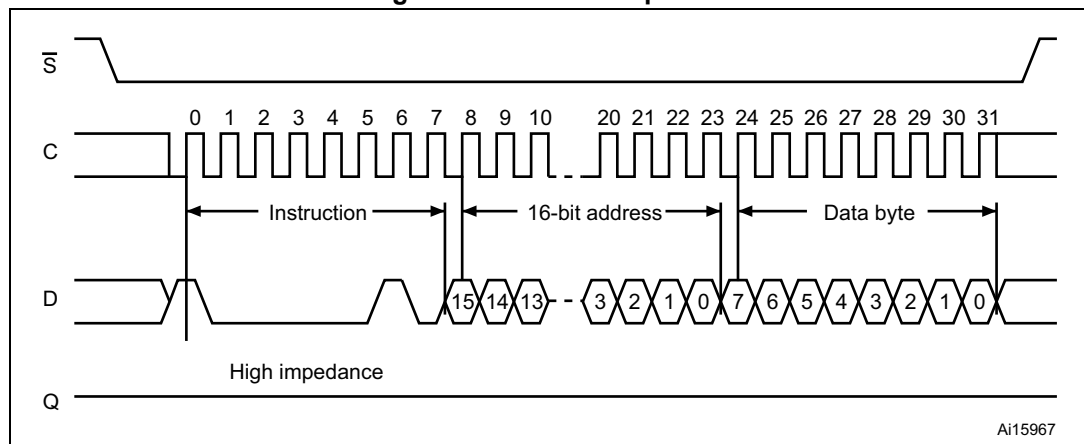 S
0 1 2 3 4 5 6 7 8 9 10 20 21 22 23 24 25 26 27 28 29 30 31
C
Instruction 16-bit address Data byte
D
15 14 13 3 2 1 0 7 6 5 4 3 2 1 0
High impedance
Q
Ai15967